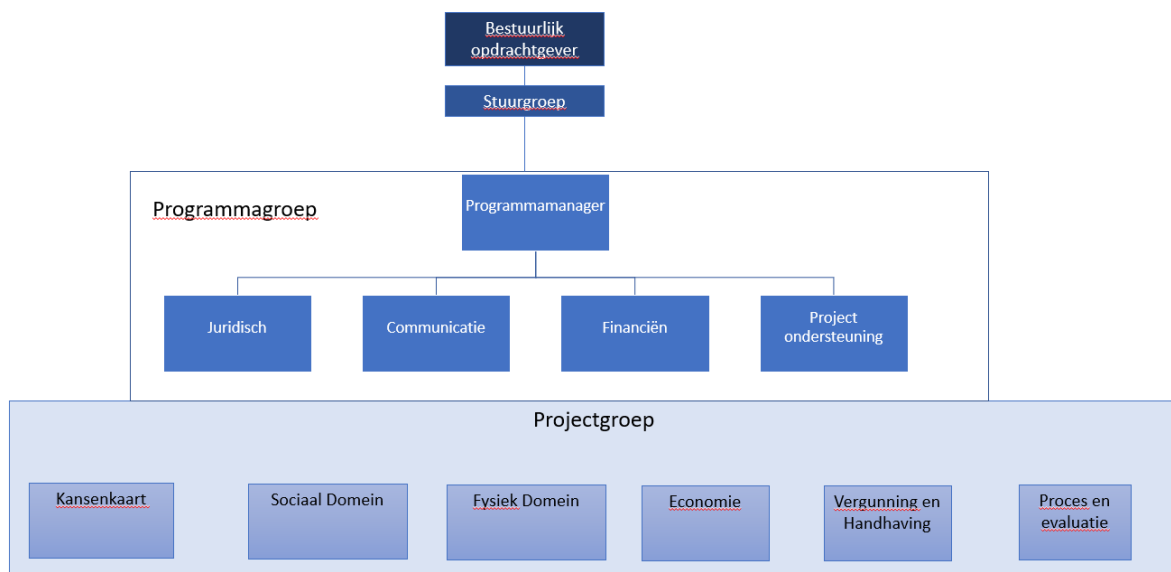 Bestuurlijk
opdrachtgever
Stuurgroep
Programmagroep
Programmamanager
Juridisch
Communicatie
Financiën
Project
ondersteuning
Projectgroep
Kansenkaart
Sociaal Domein
Fysiek Domein
Economie
Vergunning en
Handhaving
Proces en
evaluatie